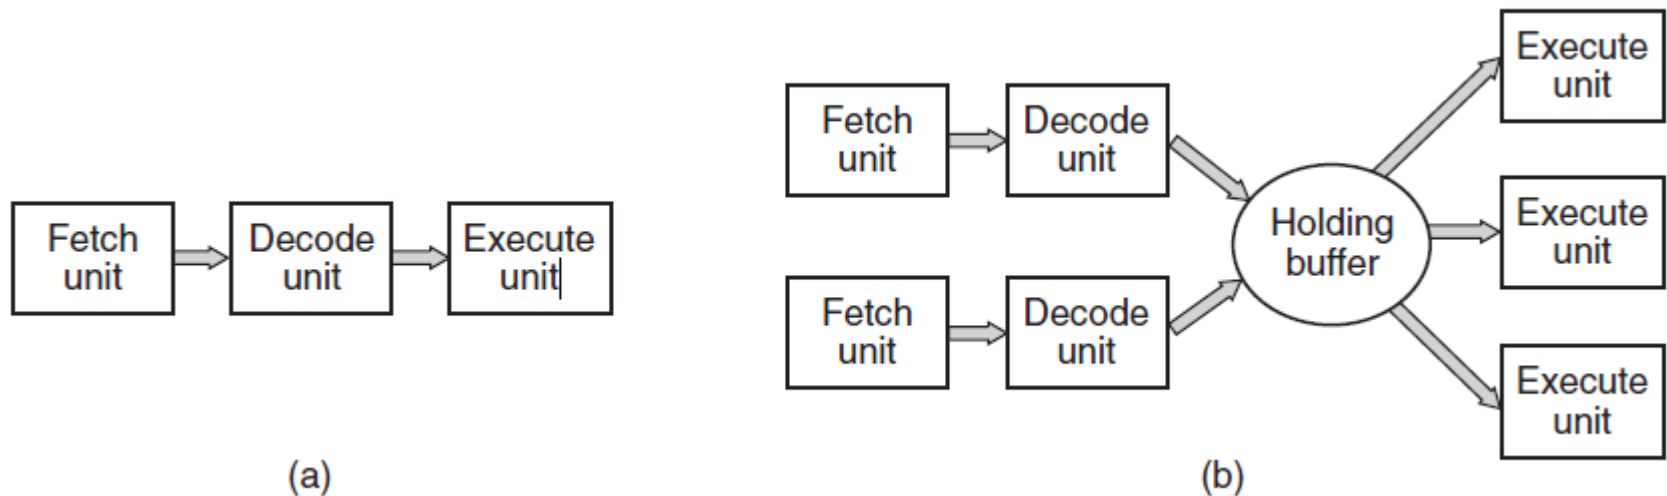 Fetch
unit
Decode
unit
Execute
unit
(a)
Fetch
unit
Decode
unit
Fetch
unit
Decode
unit
Holding
buffer
Execute
unit
Execute
unit
Execute
unit
(b)